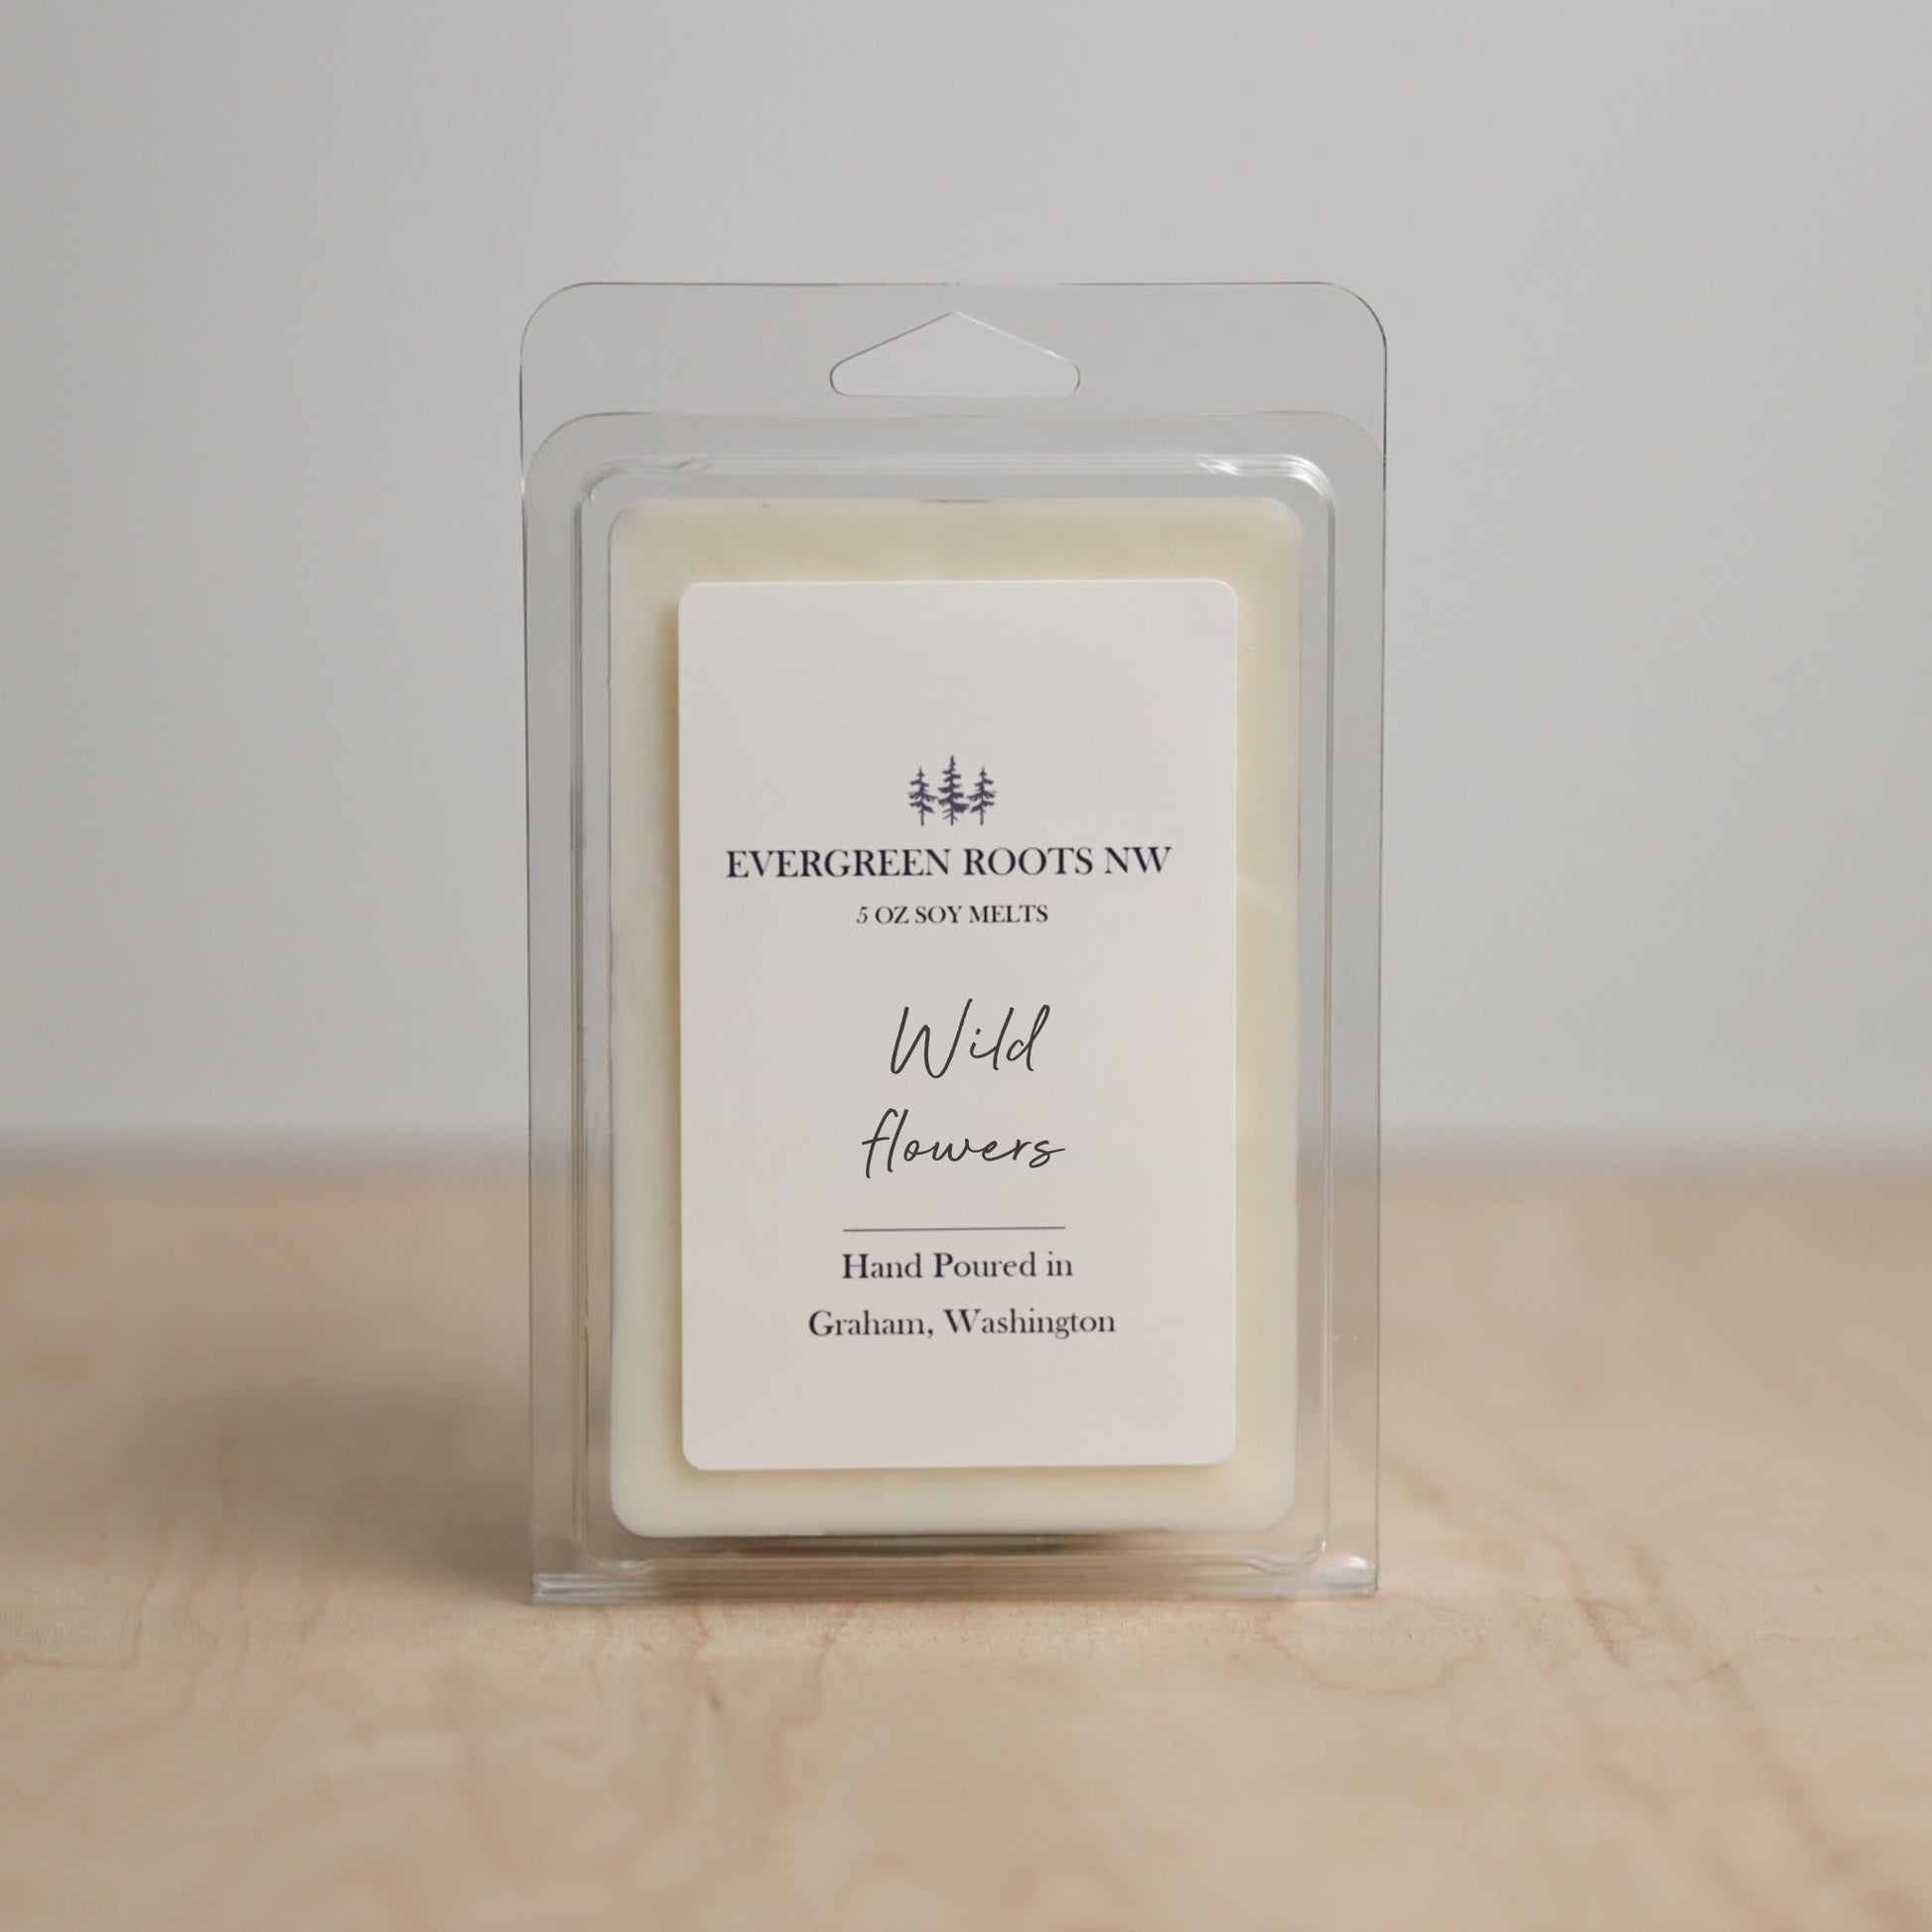 EVERGREEN ROOTS NW
5 OZ SOY MELTS
Wild
flowers
Hand Poured in
Graham, Washington